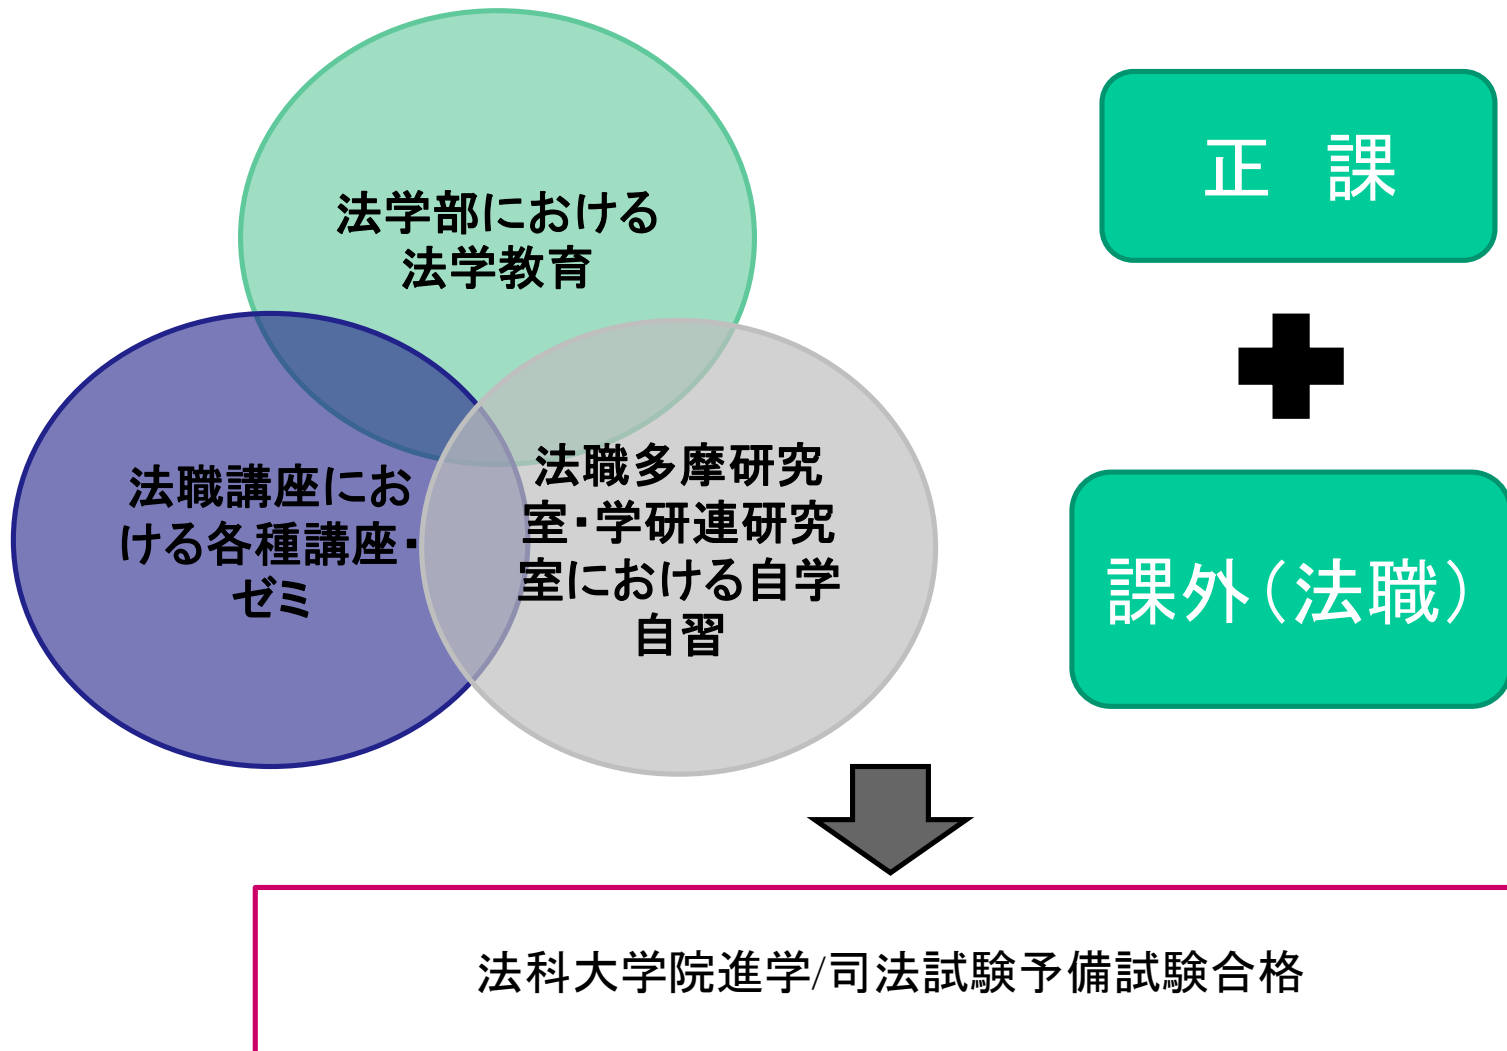 法学部における
法学教育
法職講座にお
ける各種講座・
ゼミ
法職多摩研究
室・学研連研究
室における自学
自習
正　課
課外（法職）
法科大学院進学/司法試験予備試験合格